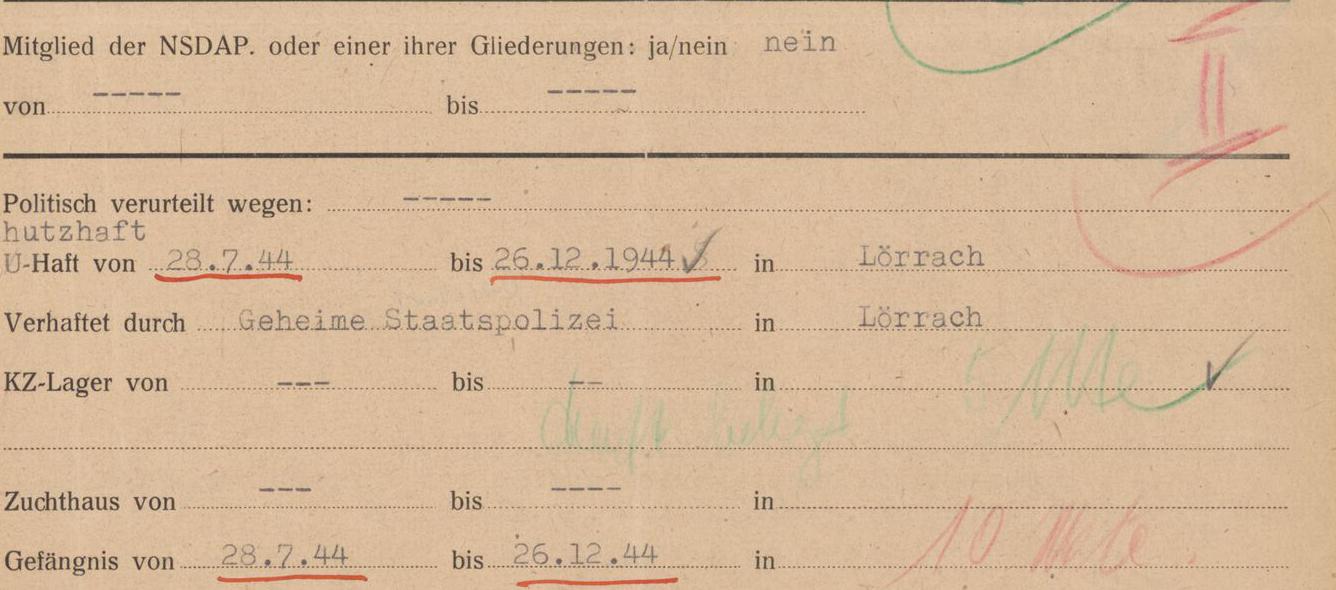 Mitglied der NSDAP. oder einer ihrer Gliederungen: ja/nein nein
von ----- bis -----
II
Politisch verurteilt wegen: -----
hutzhaft
U-Haft von 28.7.44 bis 26.12.1944 in Lörrach
Verhaftet durch Geheime Staatspolizei in Lörrach
KZ-Lager von --- bis -- in 5 Mte
Haft belegt
Zuchthaus von --- bis ---- in
Gefängnis von 28.7.44 bis 26.12.44 in 10 Mte.